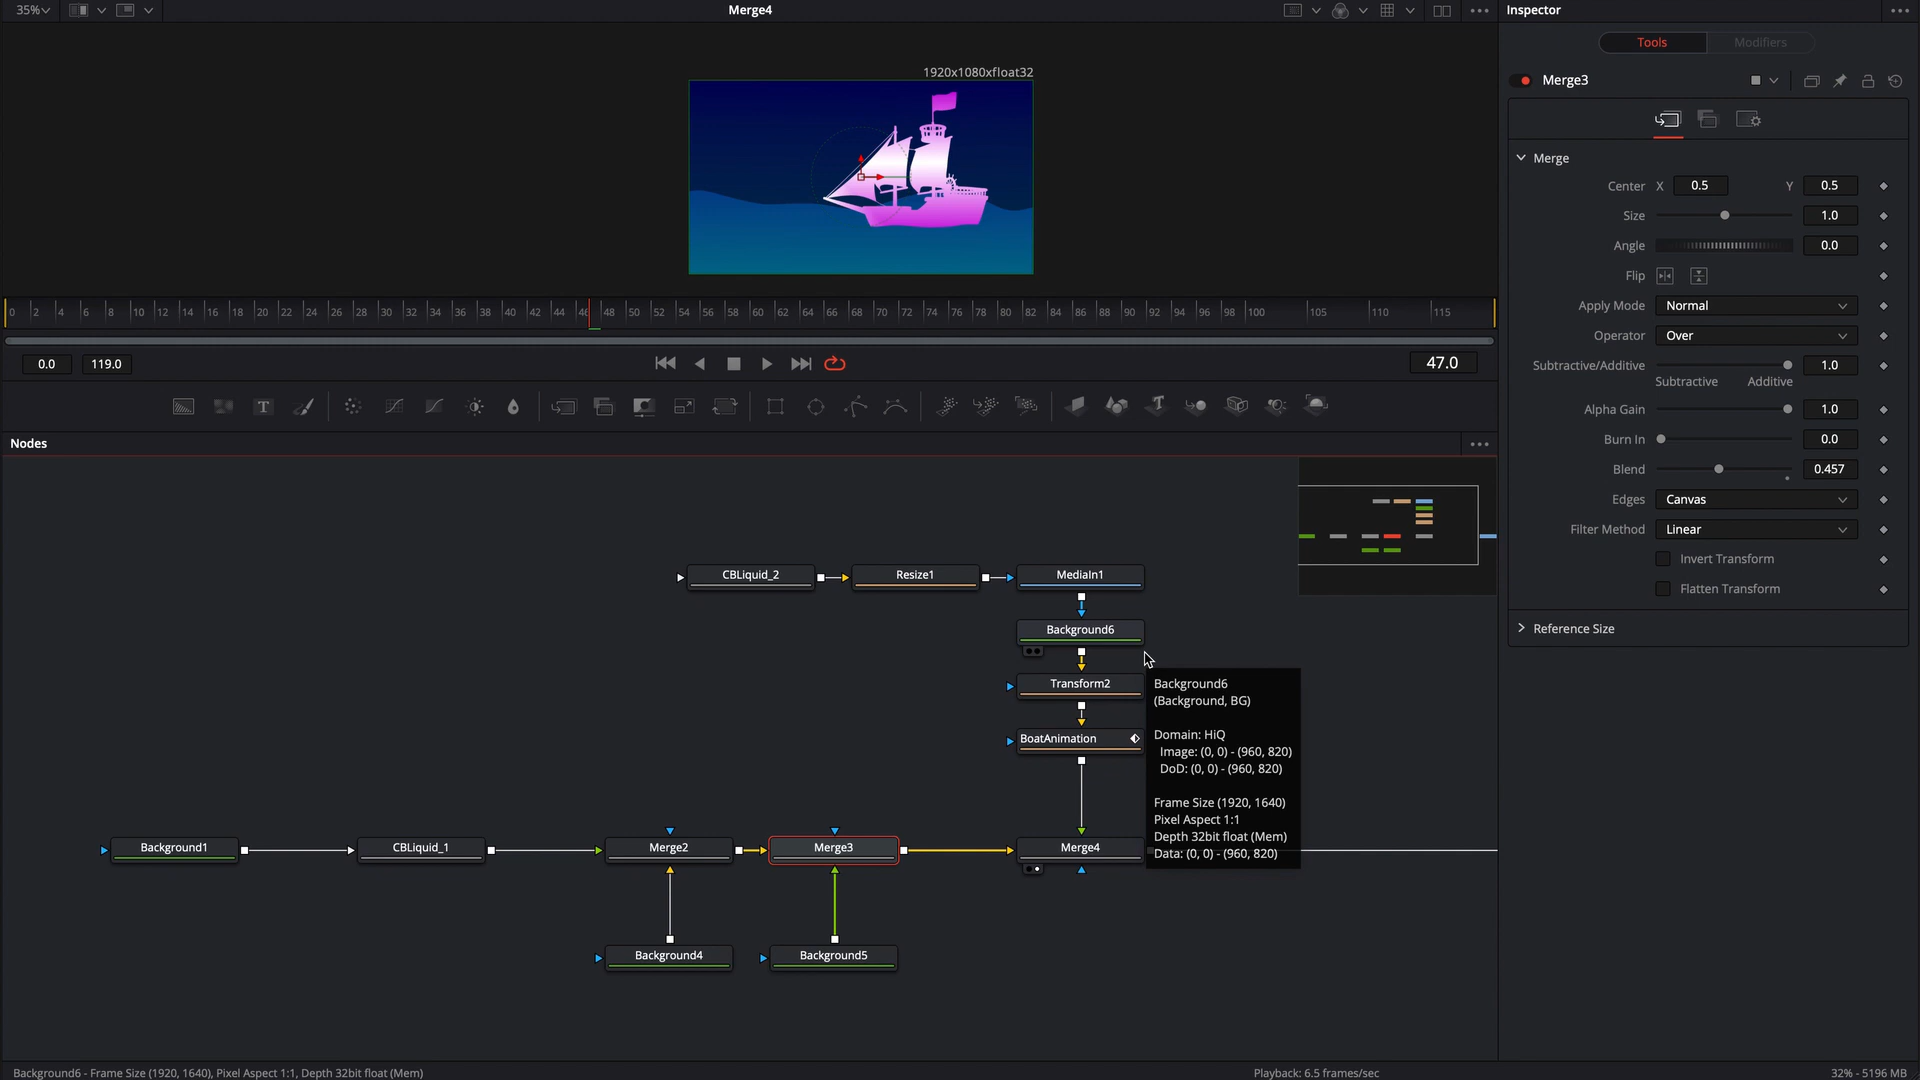 35%
Merge4
Inspector
Tools
Modifiers
1920x1080xfloat32
Merge3
Merge
Center X 0.5 Y 0.5
Size 1.0
Angle 0.0
Flip
Apply Mode Normal
Operator Over
Subtractive/Additive 1.0
Subtractive Additive
Alpha Gain 1.0
Burn In 0.0
Blend 0.457
Edges Canvas
Filter Method Linear
Invert Transform
Flatten Transform
Reference Size
0 2 4 6 8 10 12 14 16 18 20 22 24 26 28 30 32 34 36 38 40 42 44 46 48 50 52 54 56 58 60 62 64 66 68 70 72 74 76 78 80 82 84 86 88 90 92 94 96 98 100 105 110 115
0.0 119.0 47.0
Nodes
CBLiquid_2
Resize1
MediaIn1
Background6
Transform2
BoatAnimation
Background6
(Background, BG)
Domain: HiQ
Image: (0, 0) - (960, 820)
DoD: (0, 0) - (960, 820)
Frame Size (1920, 1640)
Pixel Aspect 1:1
Depth 32bit float (Mem)
Data: (0, 0) - (960, 820)
Background1
CBLiquid_1
Merge2
Merge3
Merge4
Background4
Background5
Background6 - Frame Size (1920, 1640), Pixel Aspect 1:1, Depth 32bit float (Mem)
Playback: 6.5 frames/sec
32% - 5196 MB